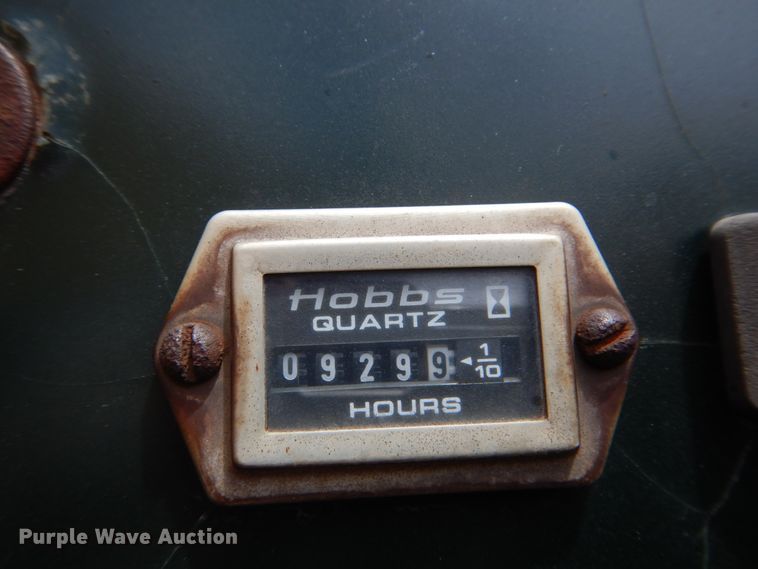 Hobbs
QUARTZ
09299 1/10
HOURS
Purple Wave Auction